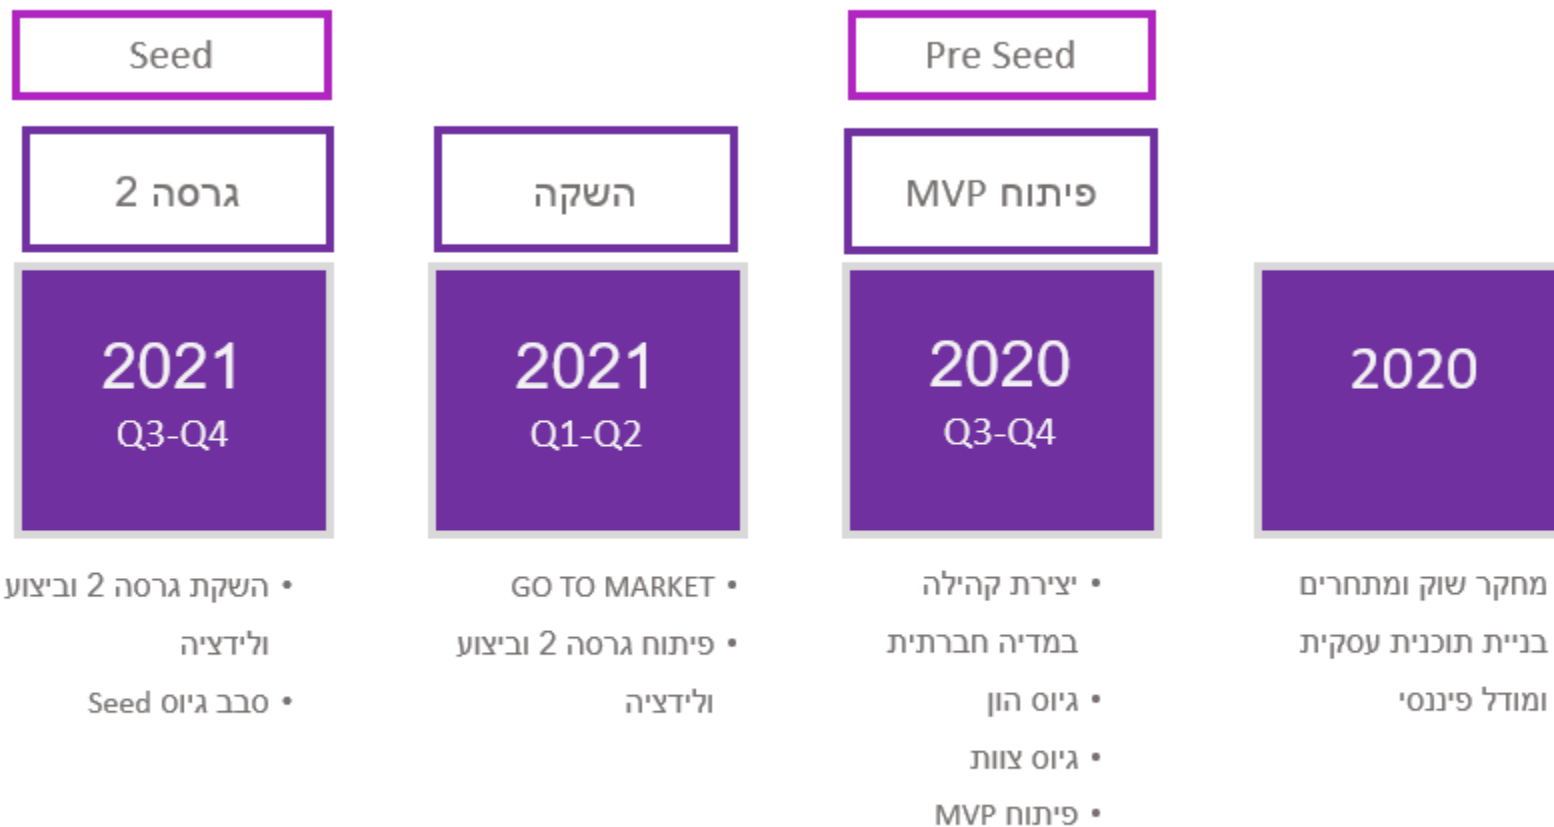 Pre Seed
Seed
פיתוח MVP
השקה
גרסה 2
2020
2020
Q3-Q4
2021
Q1-Q2
2021
Q3-Q4
מחקר שוק ומתחרים
בניית תוכנית עסקית
ומודל פיננסי
• יצירת קהילה
במדיה חברתית
• גיוס הון
• גיוס צוות
• פיתוח MVP
• GO TO MARKET
• פיתוח גרסה 2 וביצוע
ולידציה
• השקת גרסה 2 וביצוע
ולידציה
• סבב גיוס Seed